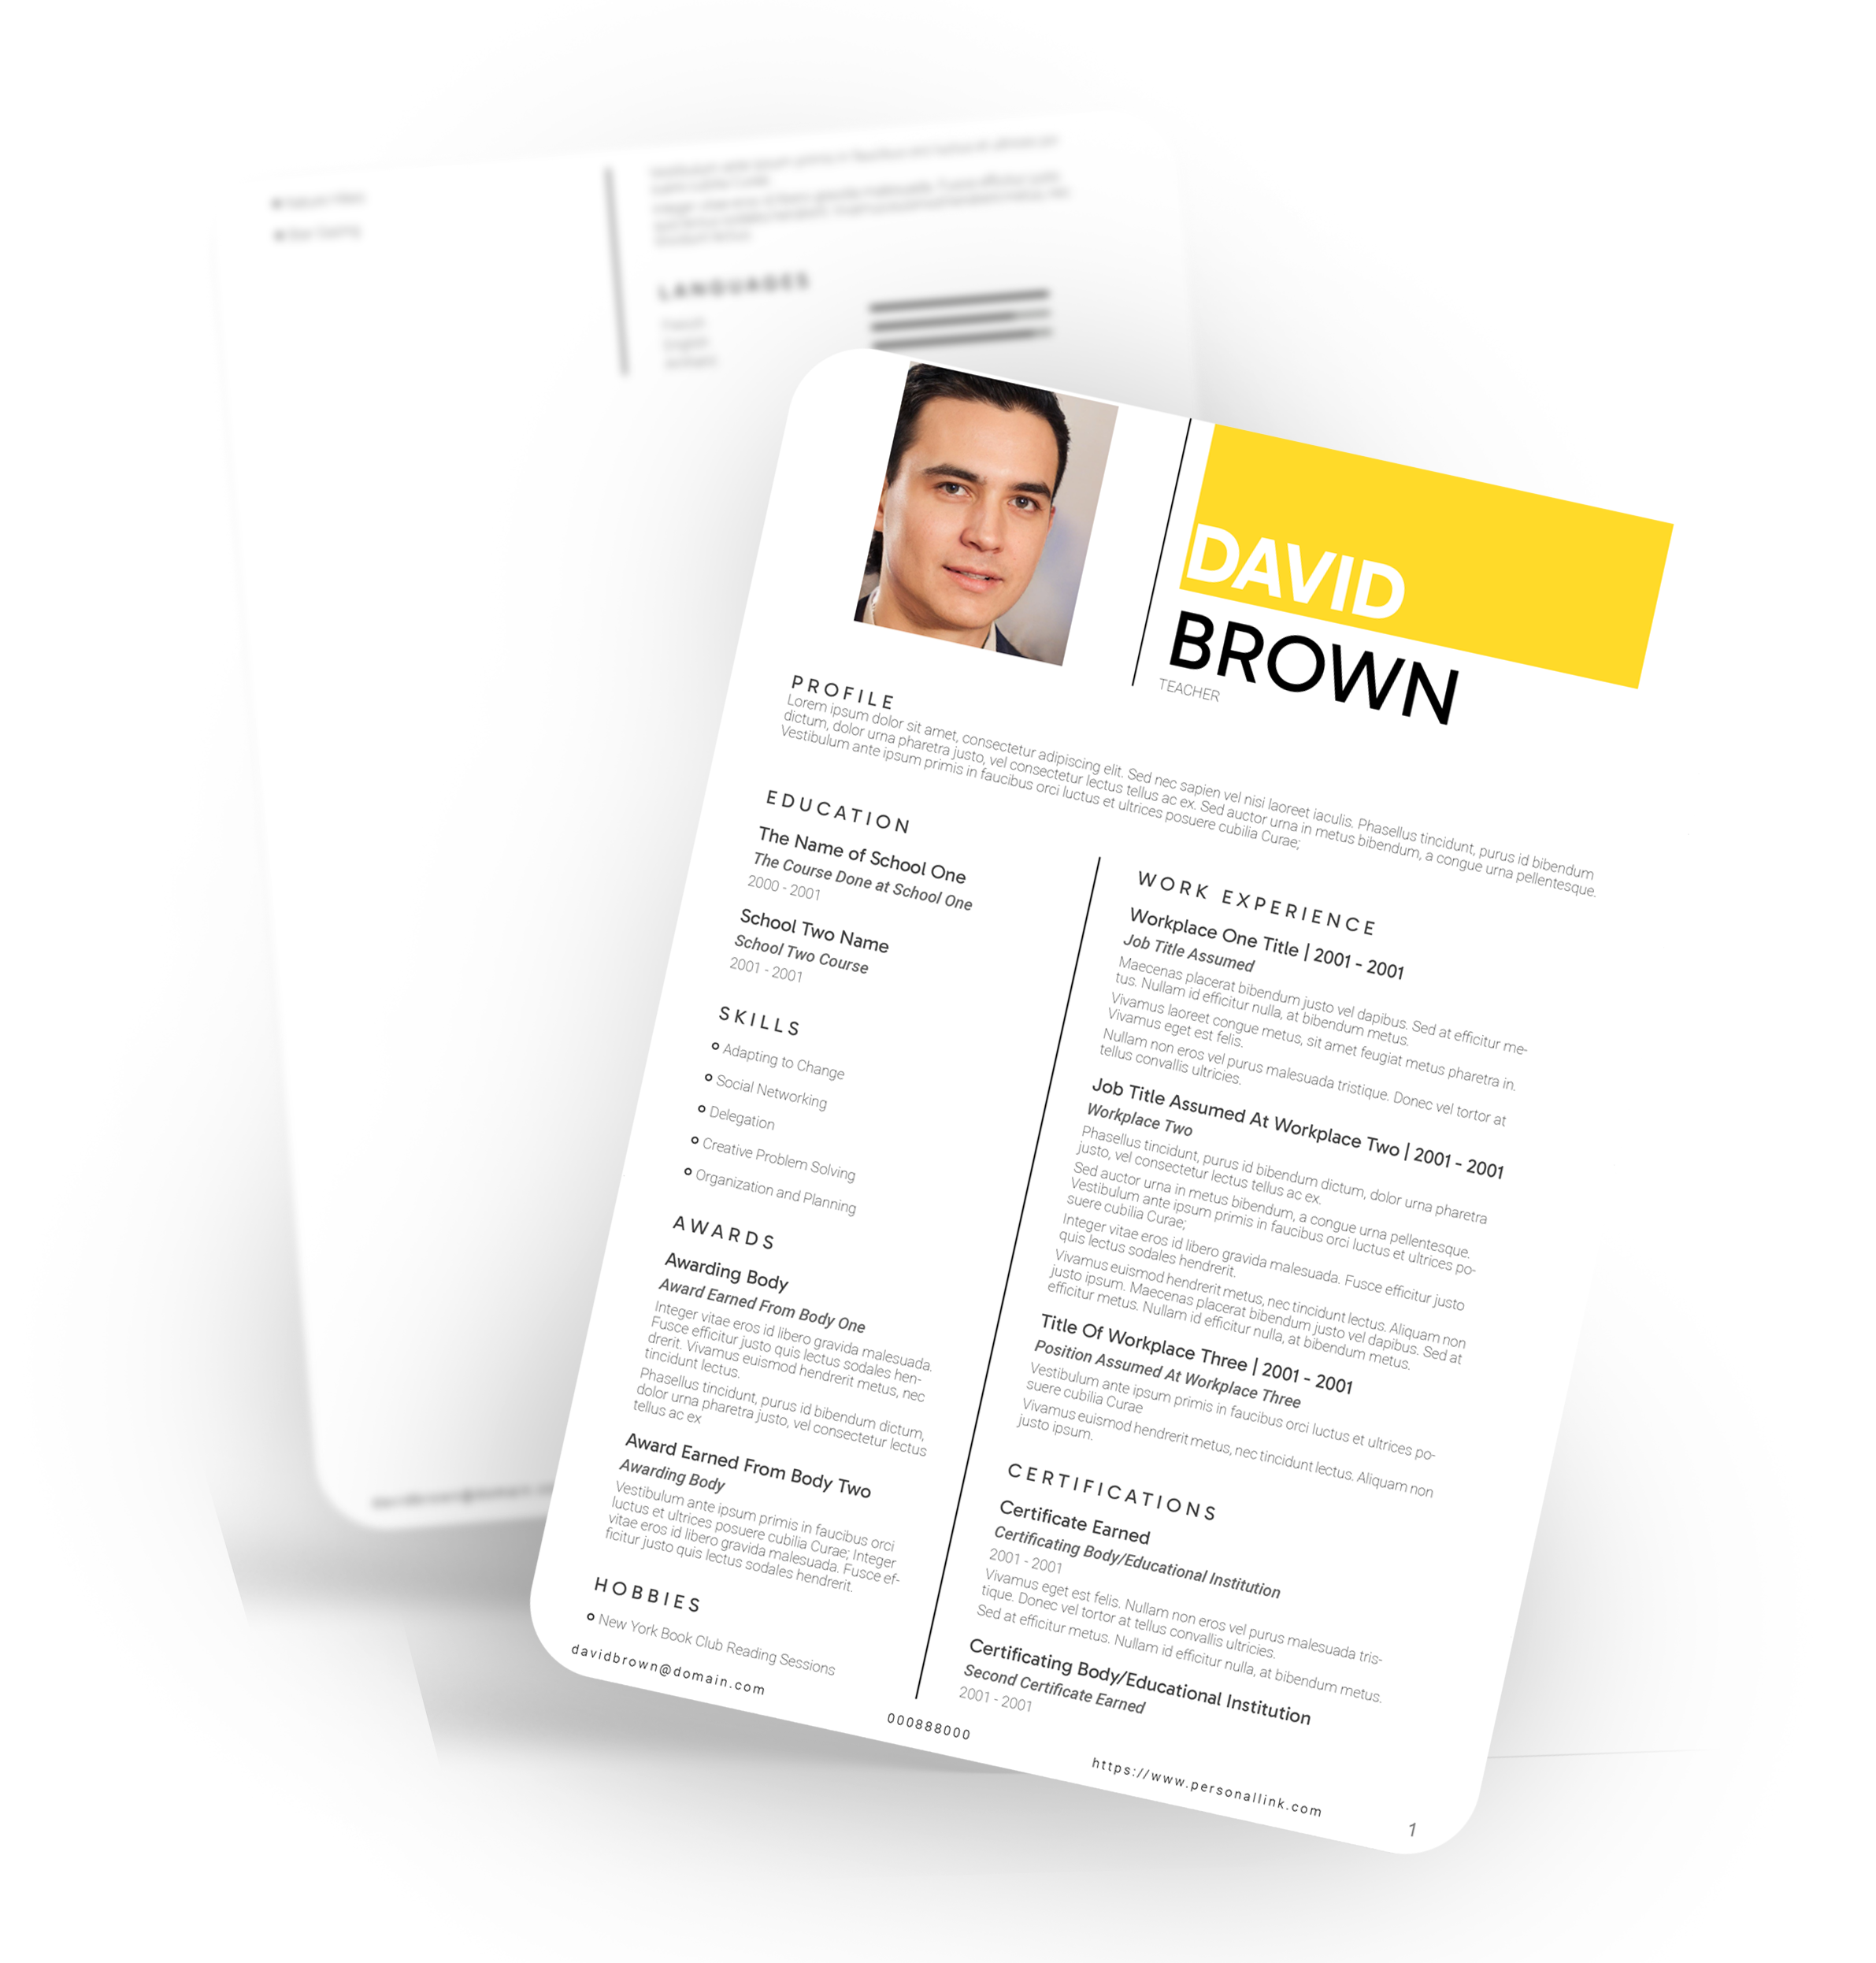 DAVID
BROWN
TEACHER
PROFILE
Lorem ipsum dolor sit amet, consectetur adipiscing elit. Sed nec sapien vel nisi laoreet iaculis. Phasellus tincidunt, purus id bibendum
dictum, dolor urna pharetra justo, vel consectetur lectus tellus ac ex. Sed auctor urna in metus bibendum, a congue urna pellentesque.
Vestibulum ante ipsum primis in faucibus orci luctus et ultrices posuere cubilia Curae;
EDUCATION
The Name of School One
The Course Done at School One
2000 - 2001
School Two Name
School Two Course
2001 - 2001
SKILLS
Adapting to Change
Social Networking
Delegation
Creative Problem Solving
Organization and Planning
AWARDS
Awarding Body
Award Earned From Body One
Integer vitae eros id libero gravida malesuada.
Fusce efficitur justo quis lectus sodales hen-
drerit. Vivamus euismod hendrerit metus, nec
tincidunt lectus.
Phasellus tincidunt, purus id bibendum dictum,
dolor urna pharetra justo, vel consectetur lectus
tellus ac ex
Award Earned From Body Two
Awarding Body
Vestibulum ante ipsum primis in faucibus orci
luctus et ultrices posuere cubilia Curae; Integer
vitae eros id libero gravida malesuada. Fusce ef-
ficitur justo quis lectus sodales hendrerit.
HOBBIES
New York Book Club Reading Sessions
WORK EXPERIENCE
Workplace One Title | 2001 - 2001
Job Title Assumed
Maecenas placerat bibendum justo vel dapibus. Sed at efficitur me-
tus. Nullam id efficitur nulla, at bibendum metus.
Vivamus laoreet congue metus, sit amet feugiat metus pharetra in.
Vivamus eget est felis.
Nullam non eros vel purus malesuada tristique. Donec vel tortor at
tellus convallis ultricies.
Job Title Assumed At Workplace Two | 2001 - 2001
Workplace Two
Phasellus tincidunt, purus id bibendum dictum, dolor urna pharetra
justo, vel consectetur lectus tellus ac ex.
Sed auctor urna in metus bibendum, a congue urna pellentesque.
Vestibulum ante ipsum primis in faucibus orci luctus et ultrices po-
suere cubilia Curae;
Integer vitae eros id libero gravida malesuada. Fusce efficitur justo
quis lectus sodales hendrerit.
Vivamus euismod hendrerit metus, nec tincidunt lectus. Aliquam non
justo ipsum. Maecenas placerat bibendum justo vel dapibus. Sed at
efficitur metus. Nullam id efficitur nulla, at bibendum metus.
Title Of Workplace Three | 2001 - 2001
Position Assumed At Workplace Three
Vestibulum ante ipsum primis in faucibus orci luctus et ultrices po-
suere cubilia Curae
Vivamus euismod hendrerit metus, nec tincidunt lectus. Aliquam non
justo ipsum.
CERTIFICATIONS
Certificate Earned
Certificating Body/Educational Institution
2001 - 2001
Vivamus eget est felis. Nullam non eros vel purus malesuada tris-
tique. Donec vel tortor at tellus convallis ultricies.
Sed at efficitur metus. Nullam id efficitur nulla, at bibendum metus.
Certificating Body/Educational Institution
Second Certificate Earned
2001 - 2001
davidbrown@domain.com
000888000
https://www.personallink.com
1
LANGUAGES
French
English